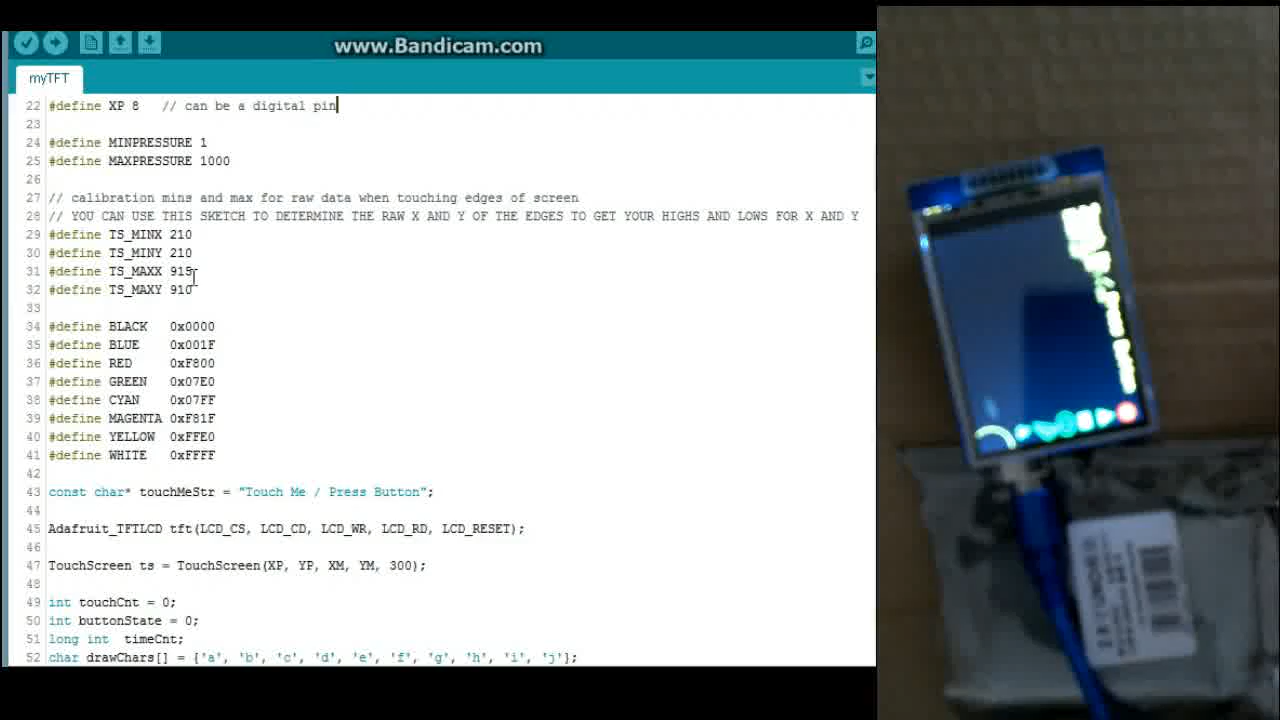 www.Bandicam.com
myTFT
22 #define XP 8 // can be a digital pin
23
24 #define MINPRESSURE 1
25 #define MAXPRESSURE 1000
26
27 // calibration mins and max for raw data when touching edges of screen
28 // YOU CAN USE THIS SKETCH TO DETERMINE THE RAW X AND Y OF THE EDGES TO GET YOUR HIGHS AND LOWS FOR X AND Y
29 #define TS_MINX 210
30 #define TS_MINY 210
31 #define TS_MAXX 915
32 #define TS_MAXY 910
33
34 #define BLACK 0x0000
35 #define BLUE 0x001F
36 #define RED 0xF800
37 #define GREEN 0x07E0
38 #define CYAN 0x07FF
39 #define MAGENTA 0xF81F
40 #define YELLOW 0xFFE0
41 #define WHITE 0xFFFF
42
43 const char* touchMeStr = "Touch Me / Press Button";
44
45 Adafruit_TFTLCD tft(LCD_CS, LCD_CD, LCD_WR, LCD_RD, LCD_RESET);
46
47 TouchScreen ts = TouchScreen(XP, YP, XM, YM, 300);
48
49 int touchCnt = 0;
50 int buttonState = 0;
51 long int timeCnt;
52 char drawChars[] = {'a', 'b', 'c', 'd', 'e', 'f', 'g', 'h', 'i', 'j'};
Press Button